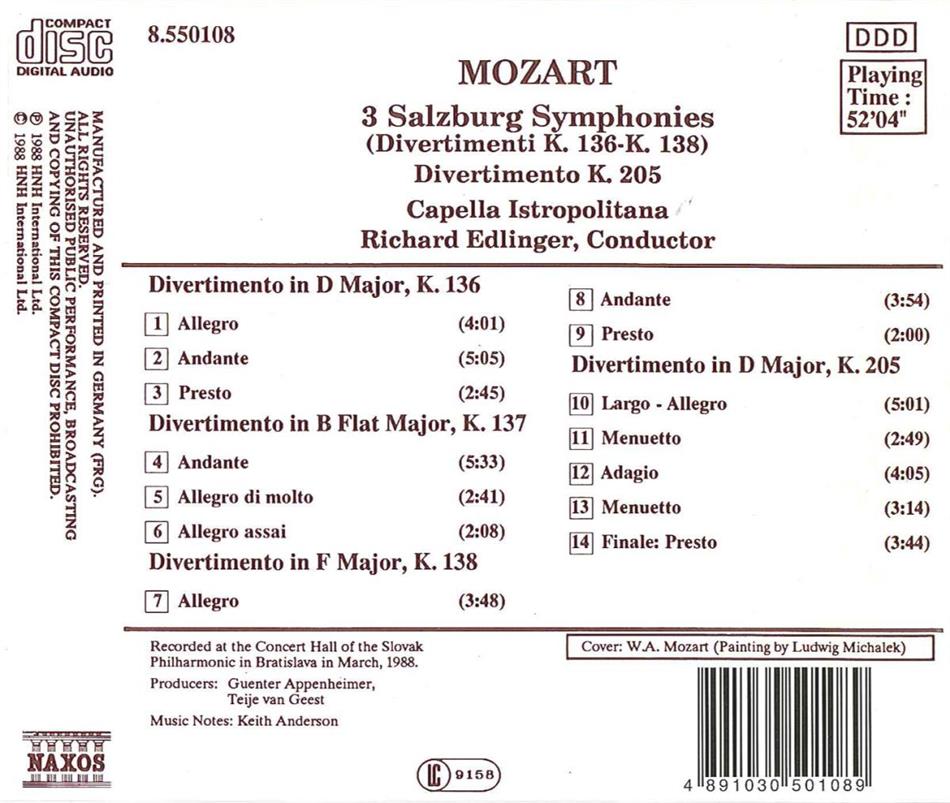 COMPACT
disc
DIGITAL AUDIO
8.550108
DDD
Playing
Time :
52'04"
MOZART
3 Salzburg Symphonies
(Divertimenti K. 136-K. 138)
Divertimento K. 205
Capella Istropolitana
Richard Edlinger, Conductor
MANUFACTURED AND PRINTED IN GERMANY (FRG).
ALL RIGHTS RESERVED.
UNAUTHORISED PUBLIC PERFORMANCE, BROADCASTING
AND COPYING OF THIS COMPACT DISC PROHIBITED.
℗ 1988 HNH International Ltd.
© 1988 HNH International Ltd.
Divertimento in D Major, K. 136
1 Allegro (4:01)
2 Andante (5:05)
3 Presto (2:45)
Divertimento in B Flat Major, K. 137
4 Andante (5:33)
5 Allegro di molto (2:41)
6 Allegro assai (2:08)
Divertimento in F Major, K. 138
7 Allegro (3:48)
8 Andante (3:54)
9 Presto (2:00)
Divertimento in D Major, K. 205
10 Largo - Allegro (5:01)
11 Menuetto (2:49)
12 Adagio (4:05)
13 Menuetto (3:14)
14 Finale: Presto (3:44)
Recorded at the Concert Hall of the Slovak
Philharmonic in Bratislava in March, 1988.
Producers: Guenter Appenheimer,
Teije van Geest
Music Notes: Keith Anderson
Cover: W.A. Mozart (Painting by Ludwig Michalek)
NAXOS
LC 9158
4 891030 501089